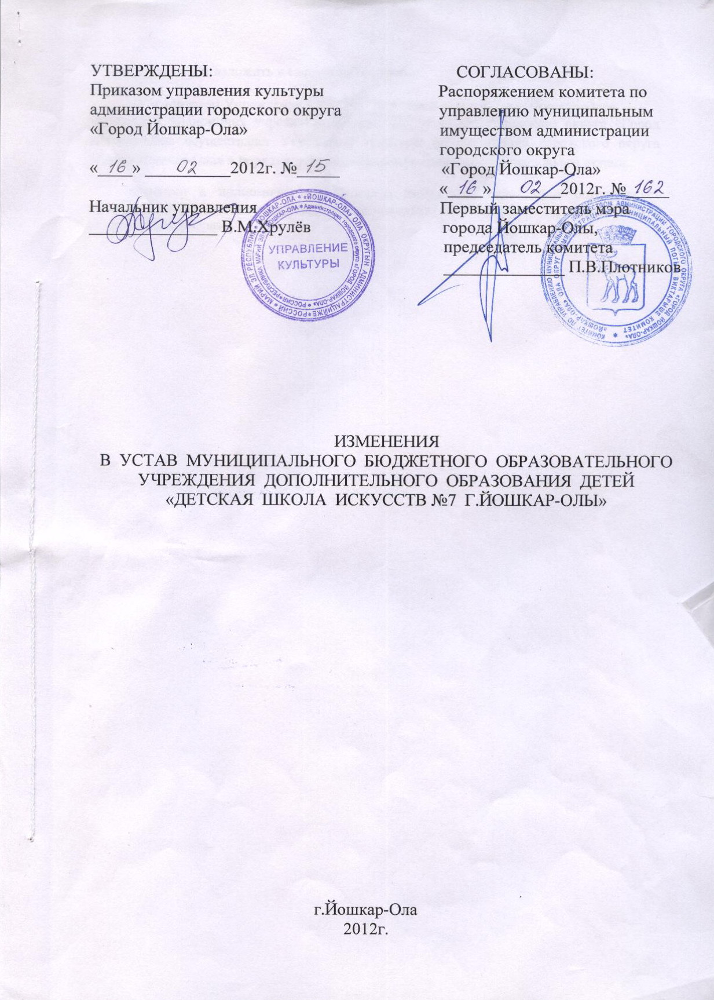 УТВЕРЖДЕНЫ:
Приказом управления культуры
администрации городского округа
«Город Йошкар-Ола»
«16» 02 2012г. №15
Начальник управления
В.М.Хрулёв
УПРАВЛЕНИЕ
КУЛЬТУРЫ
СОГЛАСОВАНЫ:
Распоряжением комитета по
управлению муниципальным
имуществом администрации
городского округа
«Город Йошкар-Ола»
«16» 02 2012г. №162
Первый заместитель мэра
города Йошкар-Олы,
председатель комитета
П.В.Плотников
ИЗМЕНЕНИЯ
В УСТАВ МУНИЦИПАЛЬНОГО БЮДЖЕТНОГО ОБРАЗОВАТЕЛЬНОГО
УЧРЕЖДЕНИЯ ДОПОЛНИТЕЛЬНОГО ОБРАЗОВАНИЯ ДЕТЕЙ
«ДЕТСКАЯ ШКОЛА ИСКУССТВ №7 Г.ЙОШКАР-ОЛЫ»
г.Йошкар-Ола
2012г.